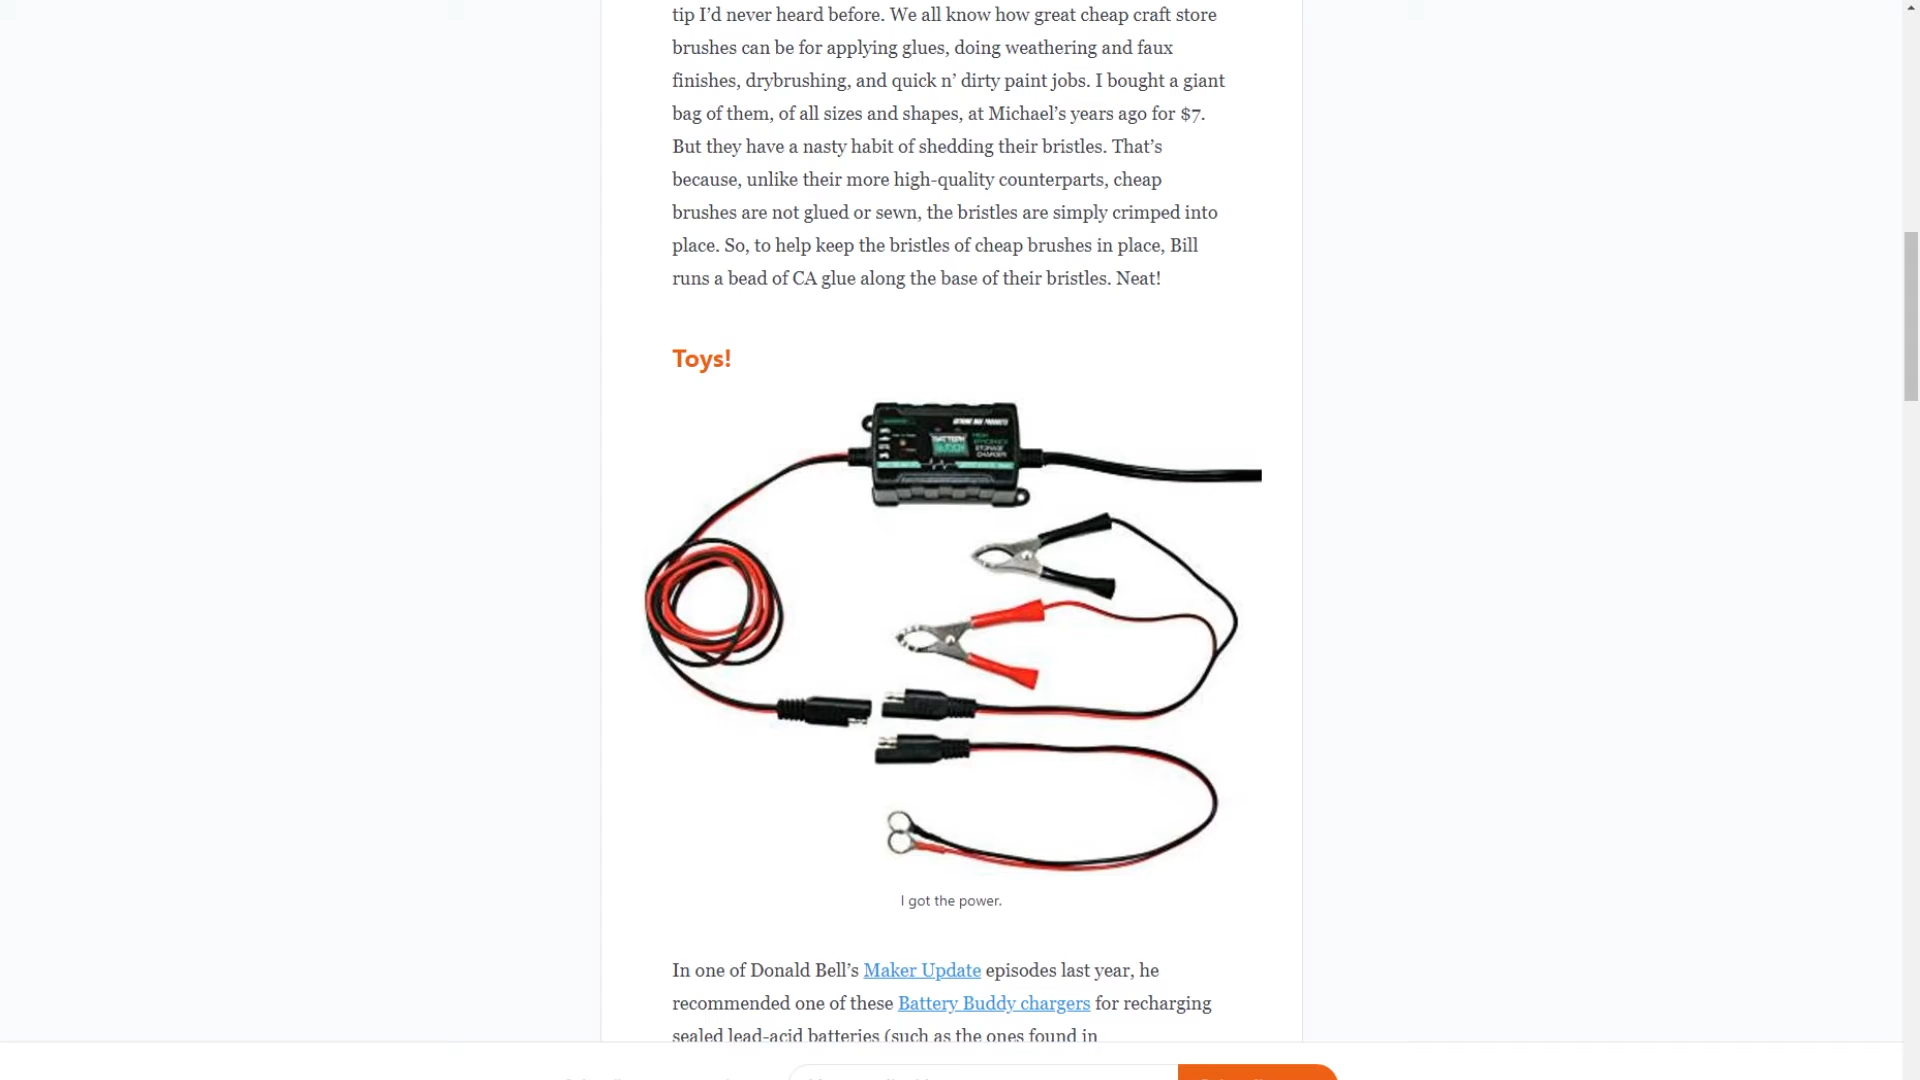 tip I’d never heard before. We all know how great cheap craft store
brushes can be for applying glues, doing weathering and faux
finishes, drybrushing, and quick n’ dirty paint jobs. I bought a giant
bag of them, of all sizes and shapes, at Michael’s years ago for $7.
But they have a nasty habit of shedding their bristles. That’s
because, unlike their more high-quality counterparts, cheap
brushes are not glued or sewn, the bristles are simply crimped into
place. So, to help keep the bristles of cheap brushes in place, Bill
runs a bead of CA glue along the base of their bristles. Neat!
Toys!
BATTERY
BUDDY
HIGH
EFFICIENCY
STORAGE
CHARGER
I got the power.
In one of Donald Bell’s Maker Update episodes last year, he
recommended one of these Battery Buddy chargers for recharging
sealed lead-acid batteries (such as the ones found in